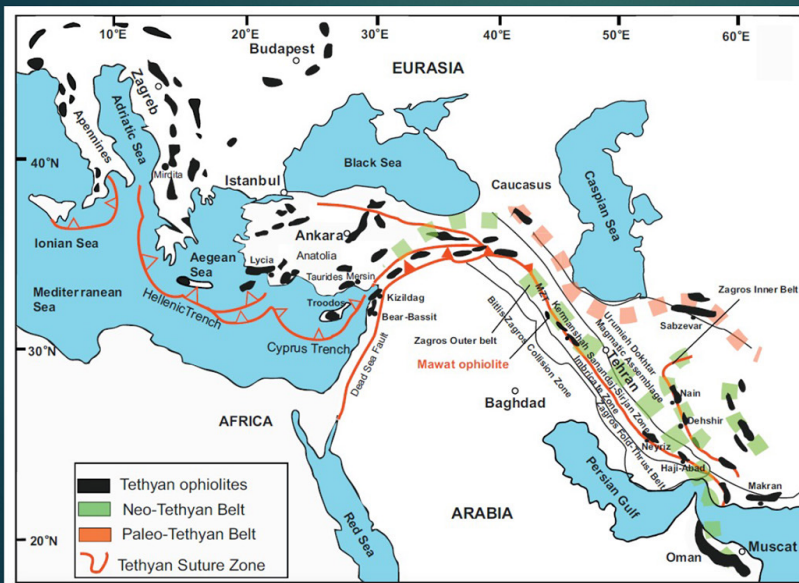 10°E
20°E
30°E
40°E
50°E
60°E
Budapest
EURASIA
Zagreb
Adriatic Sea
Apennines
Black Sea
Caucasus
Caspian Sea
40°N
Mirdita
Istanbul
Ankara
Ionian Sea
Aegean
Sea
Lycia
Anatolia
Taurides
Mersin
Zagros Inner Belt
Mediterranean
Sea
Hellenic Trench
Troodos
Kizildag
Bear-Bassit
MZT
Kermanshah
Sanandaj-Sirjan Zone
Urumieh Dokhtar
Magmatic Assemblage
Sabzevar
Cyprus Trench
Dead Sea Fault
Bitlis Zagros Collision Zone
Zagros Outer belt
Imbricate Zone
Tehran
30°N
Mawat ophiolite
Zagros Fold-Thrust Belt
Nain
Baghdad
AFRICA
Dehshir
Neyriz
Haji-Abad
Persian Gulf
Makran
Tethyan ophiolites
Neo-Tethyan Belt
Paleo-Tethyan Belt
Tethyan Suture Zone
Red Sea
ARABIA
20°N
Oman
Muscat